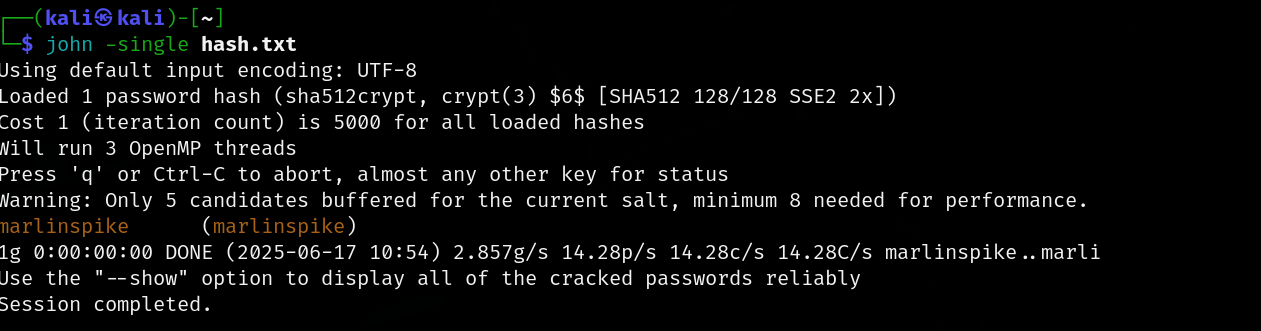 ┌──(kali㉿kali)-[~]
└─$ john -single hash.txt
Using default input encoding: UTF-8
Loaded 1 password hash (sha512crypt, crypt(3) $6$ [SHA512 128/128 SSE2 2x])
Cost 1 (iteration count) is 5000 for all loaded hashes
Will run 3 OpenMP threads
Press 'q' or Ctrl-C to abort, almost any other key for status
Warning: Only 5 candidates buffered for the current salt, minimum 8 needed for performance.
marlinspike      (marlinspike)
1g 0:00:00:00 DONE (2025-06-17 10:54) 2.857g/s 14.28p/s 14.28c/s 14.28C/s marlinspike..marli
Use the "--show" option to display all of the cracked passwords reliably
Session completed.